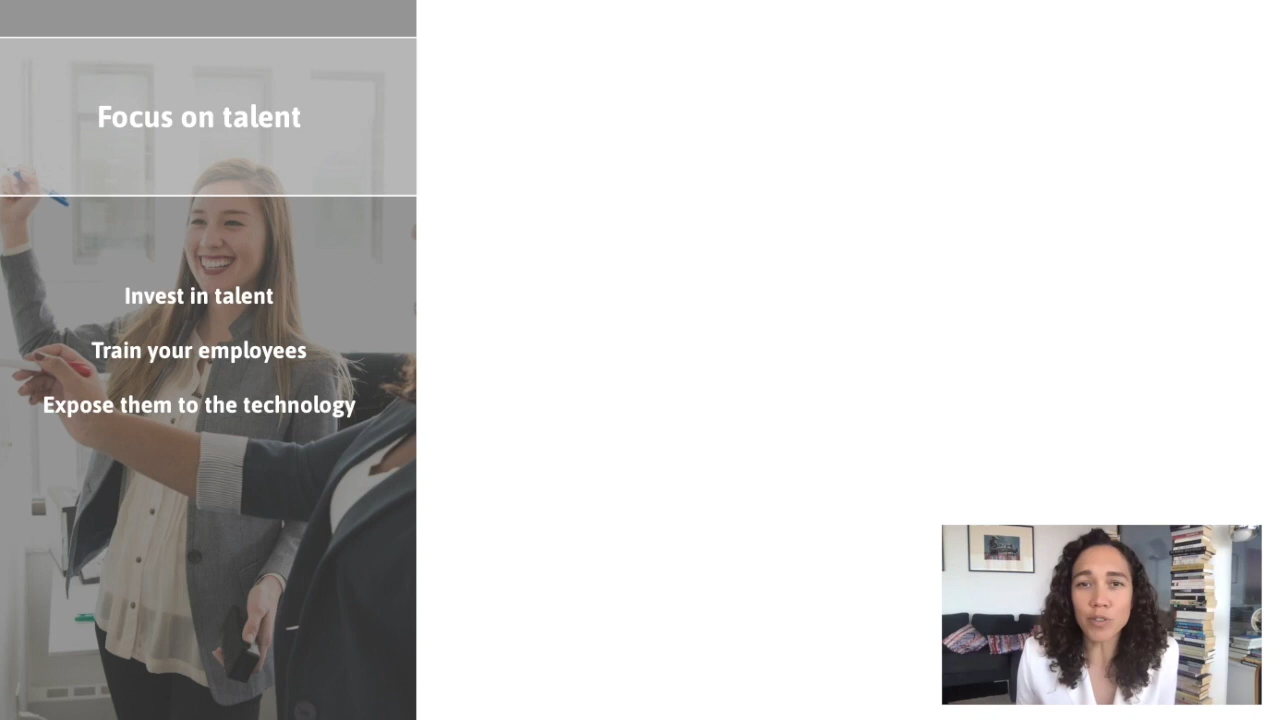 Focus on talent
Invest in talent
Train your employees
Expose them to the technology